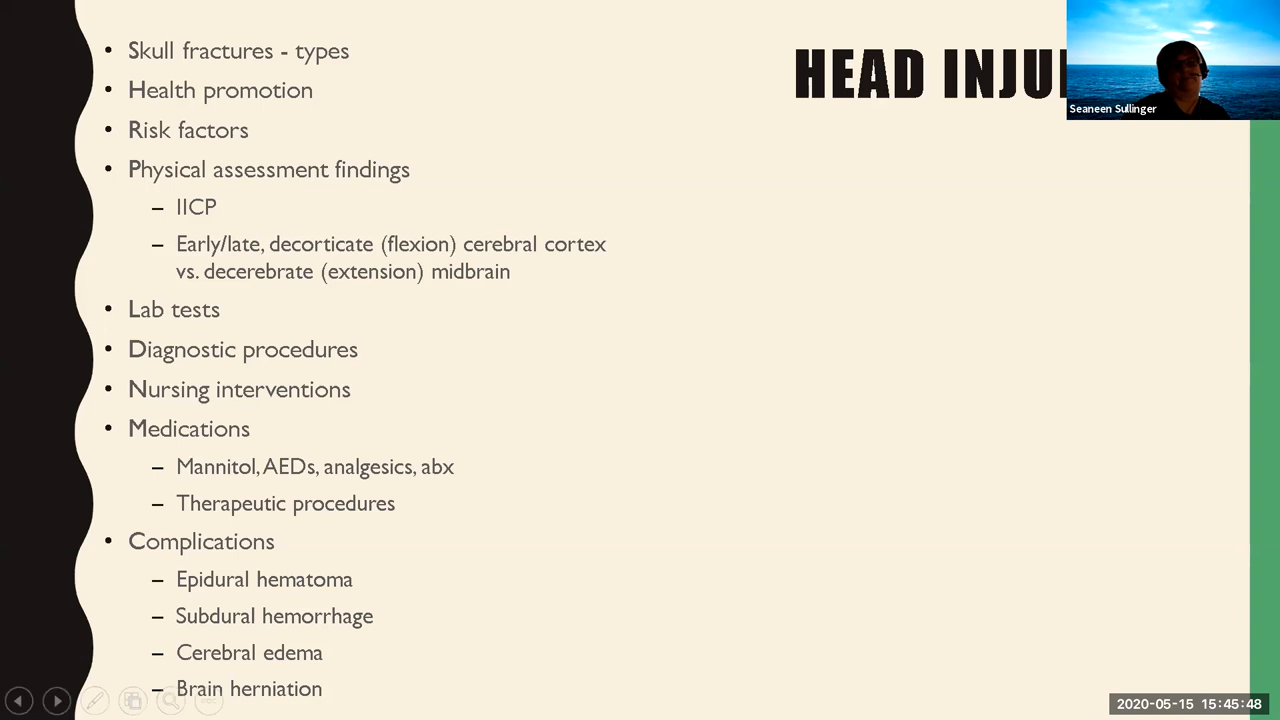 HEAD INJU
Seaneen Sullinger
• Skull fractures - types
• Health promotion
• Risk factors
• Physical assessment findings
– IICP
– Early/late, decorticate (flexion) cerebral cortex
vs. decerebrate (extension) midbrain
• Lab tests
• Diagnostic procedures
• Nursing interventions
• Medications
– Mannitol, AEDs, analgesics, abx
– Therapeutic procedures
• Complications
– Epidural hematoma
– Subdural hemorrhage
– Cerebral edema
– Brain herniation
2020-05-15 15:45:48